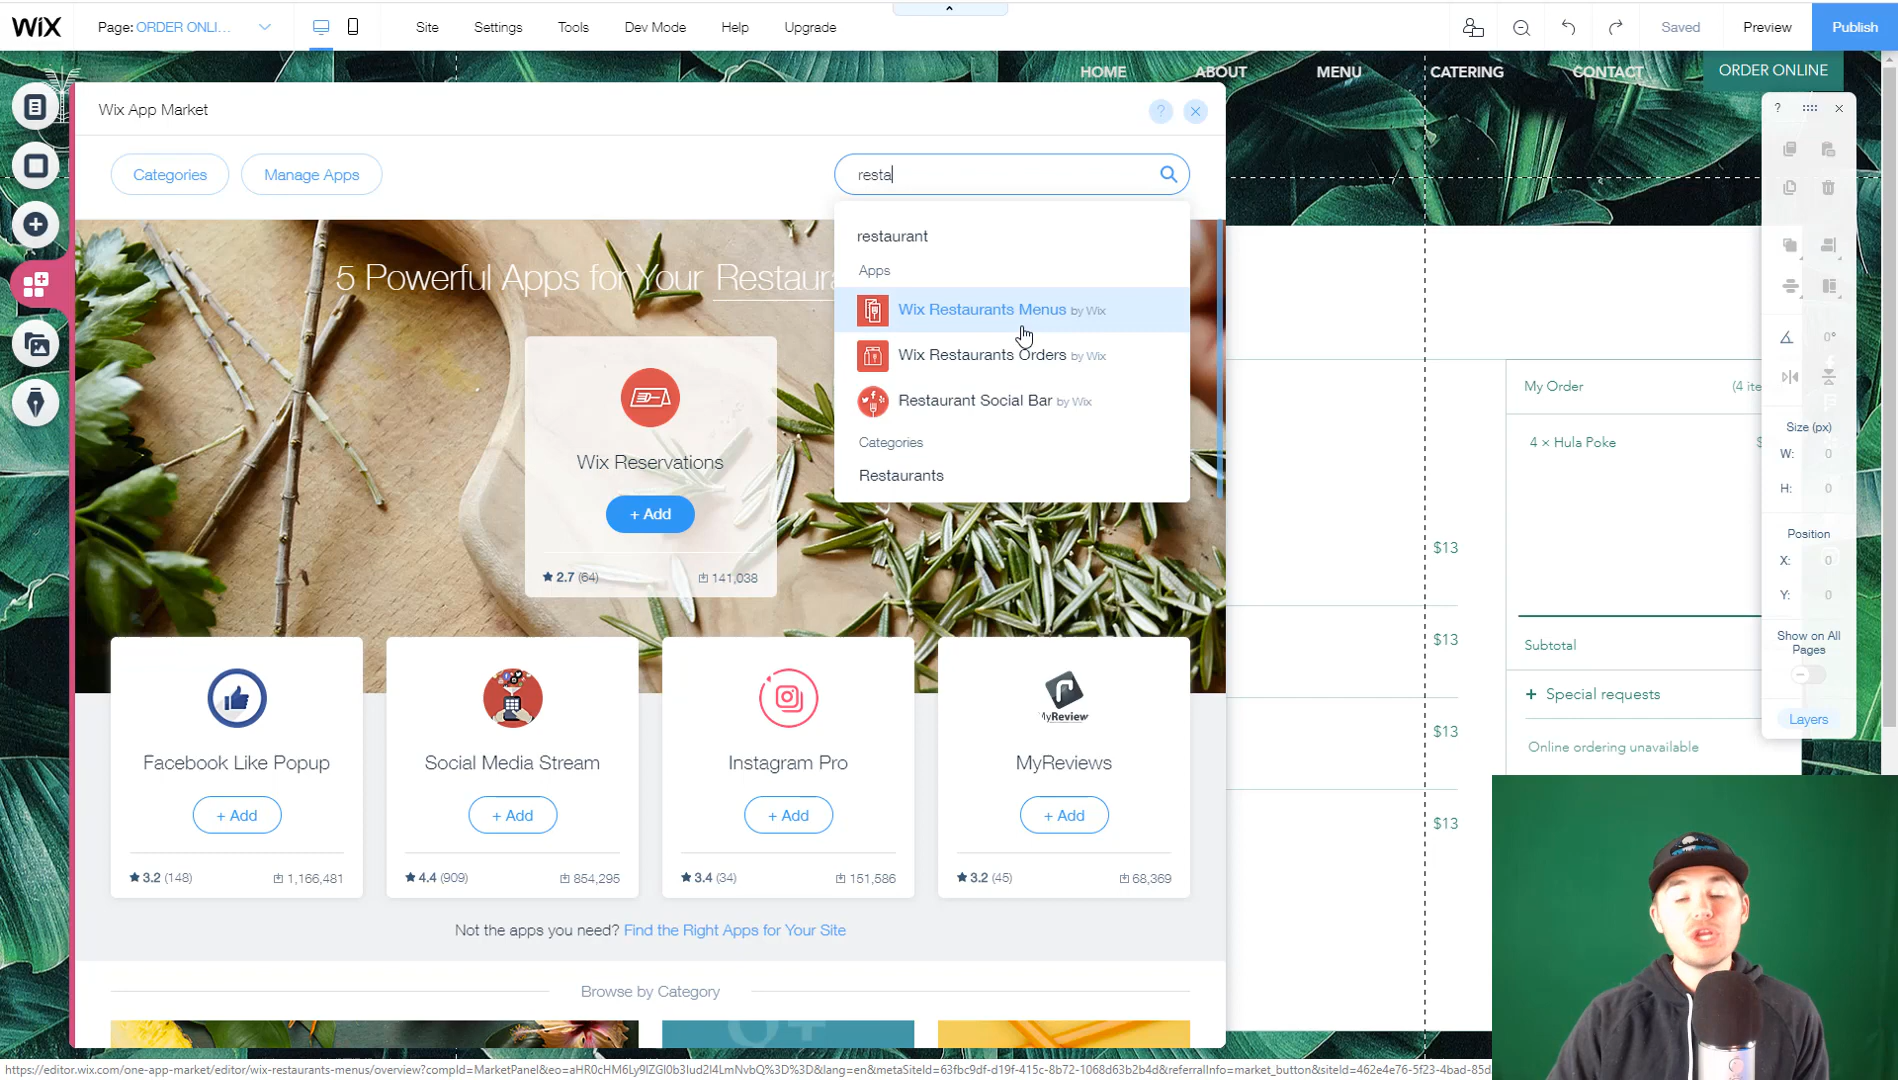 WiX
Page: ORDER ONLI...
Site
Settings
Tools
Dev Mode
Help
Upgrade
Saved
Preview
Publish
HOME
ABOUT
MENU
CATERING
CONTACT
ORDER ONLINE
Wix App Market
?
Categories
Manage Apps
resta
restaurant
Apps
Wix Restaurants Menus by Wix
Wix Restaurants Orders by Wix
Restaurant Social Bar by Wix
Categories
Restaurants
5 Powerful Apps for Your Restaura
Wix Reservations
+ Add
2.7 (64)
141,038
Facebook Like Popup
+ Add
3.2 (148)
1,166,481
Social Media Stream
+ Add
4.4 (909)
854,295
Instagram Pro
+ Add
3.4 (34)
151,586
MyReview
MyReviews
+ Add
3.2 (45)
68,369
Not the apps you need? Find the Right Apps for Your Site
Browse by Category
$13
$13
$13
$13
My Order
(4 ite
4 × Hula Poke
$
Subtotal
+ Special requests
Online ordering unavailable
?
0°
Size (px)
W: 0
H: 0
Position
X: 0
Y: 0
Show on All
Pages
Layers